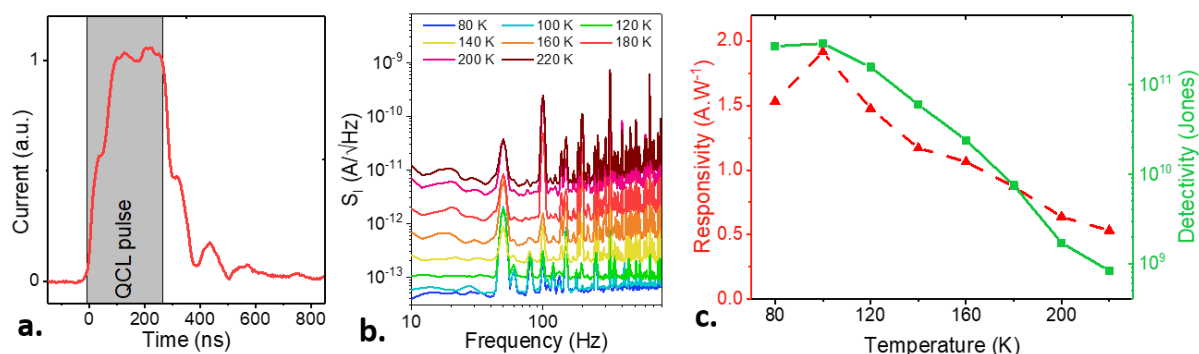 a.
Current (a.u.)
1
0
QCL pulse
0
200
400
600
800
Time (ns)
b.
S_I (A/√Hz)
10⁻⁹
10⁻¹⁰
10⁻¹¹
10⁻¹²
10⁻¹³
80 K 100 K 120 K
140 K 160 K 180 K
200 K 220 K
10
100
Frequency (Hz)
c.
Responsivity (A.W⁻¹)
2.0
1.5
1.0
0.5
0.0
80
120
160
200
Temperature (K)
10¹¹
10¹⁰
10⁹
Detectivity (Jones)